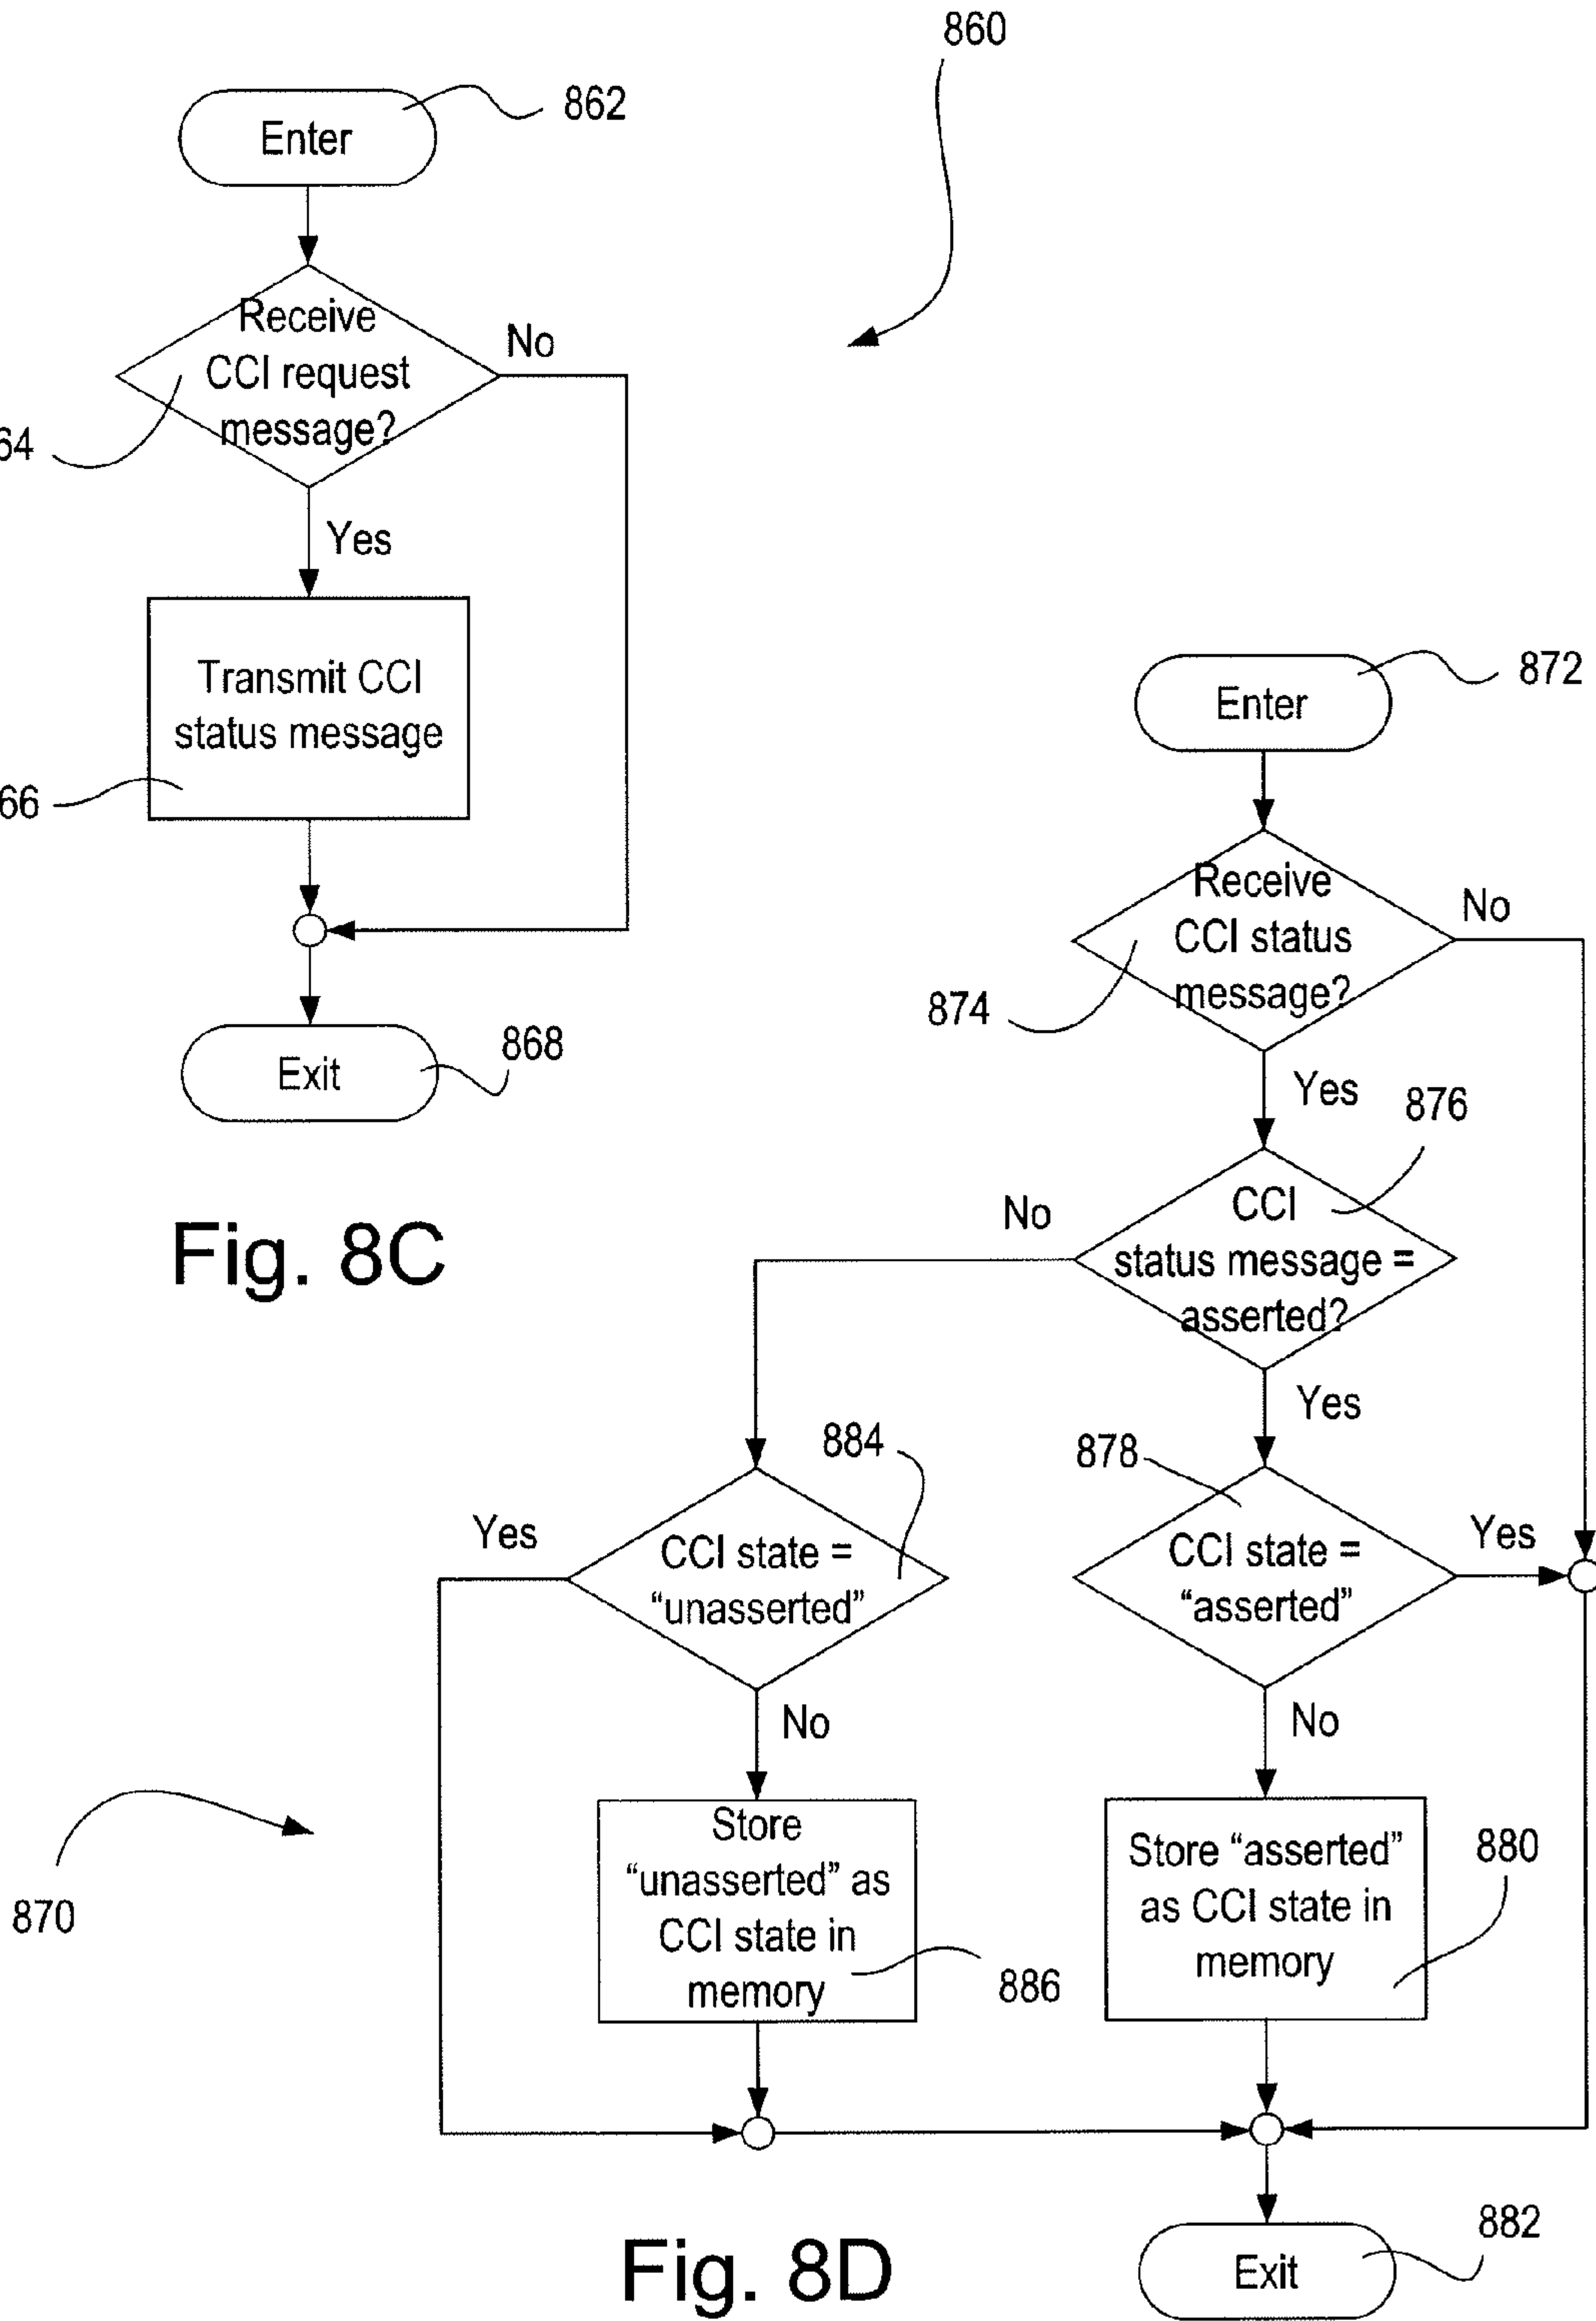 860
862
Enter
Receive
CCI request
message?
No
64
Yes
Transmit CCI
status message
66
Exit
868
Fig. 8C
872
Enter
Receive
CCI status
message?
No
874
Yes
876
CCI
status message =
asserted?
No
Yes
884
878
CCI state =
“unasserted”
Yes
No
CCI state =
“asserted”
Yes
No
Store
“unasserted” as
CCI state in
memory
886
Store “asserted”
as CCI state in
memory
880
870
882
Exit
Fig. 8D